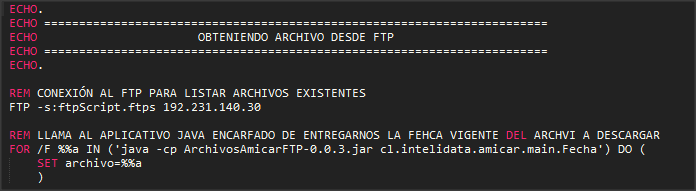 ECHO.
ECHO =========================================================================
ECHO OBTENIENDO ARCHIVO DESDE FTP
ECHO =========================================================================
ECHO.
REM CONEXIÓN AL FTP PARA LISTAR ARCHIVOS EXISTENTES
FTP -s:ftpScript.ftps 192.231.140.30
REM LLAMA AL APLICATIVO JAVA ENCARFADO DE ENTREGARNOS LA FEHCA VIGENTE DEL ARCHVI A DESCARGAR
FOR /F %%a IN ('java -cp ArchivosAmicarFTP-0.0.3.jar cl.intelidata.amicar.main.Fecha') DO (
SET archivo=%%a
)